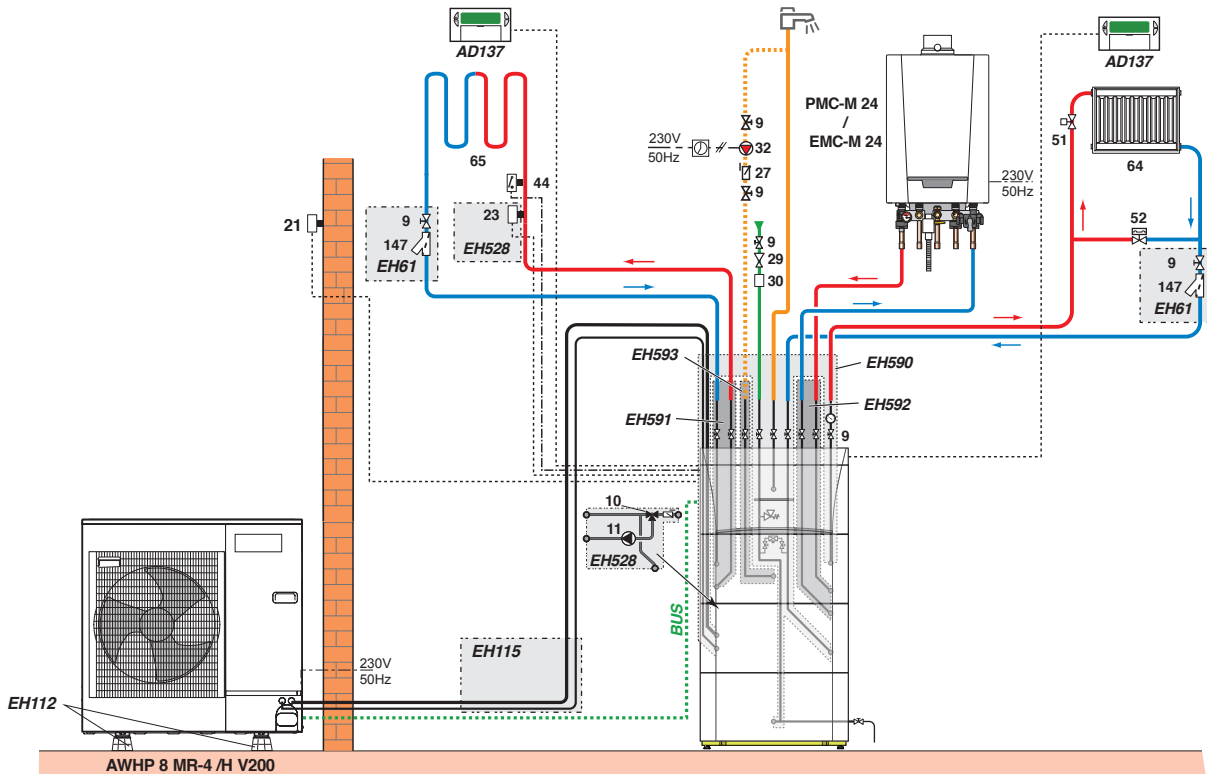 AD137
AD137
PMC-M 24
/
EMC-M 24
9
230V
50Hz
32
27
9
51
64
65
44
230V
50Hz
21
9
147
EH61
23
EH528
9
29
30
52
9
147
EH61
EH593
EH590
EH591
EH592
9
10
11
EH528
BUS
EH115
230V
50Hz
EH112
AWHP 8 MR-4 /H V200